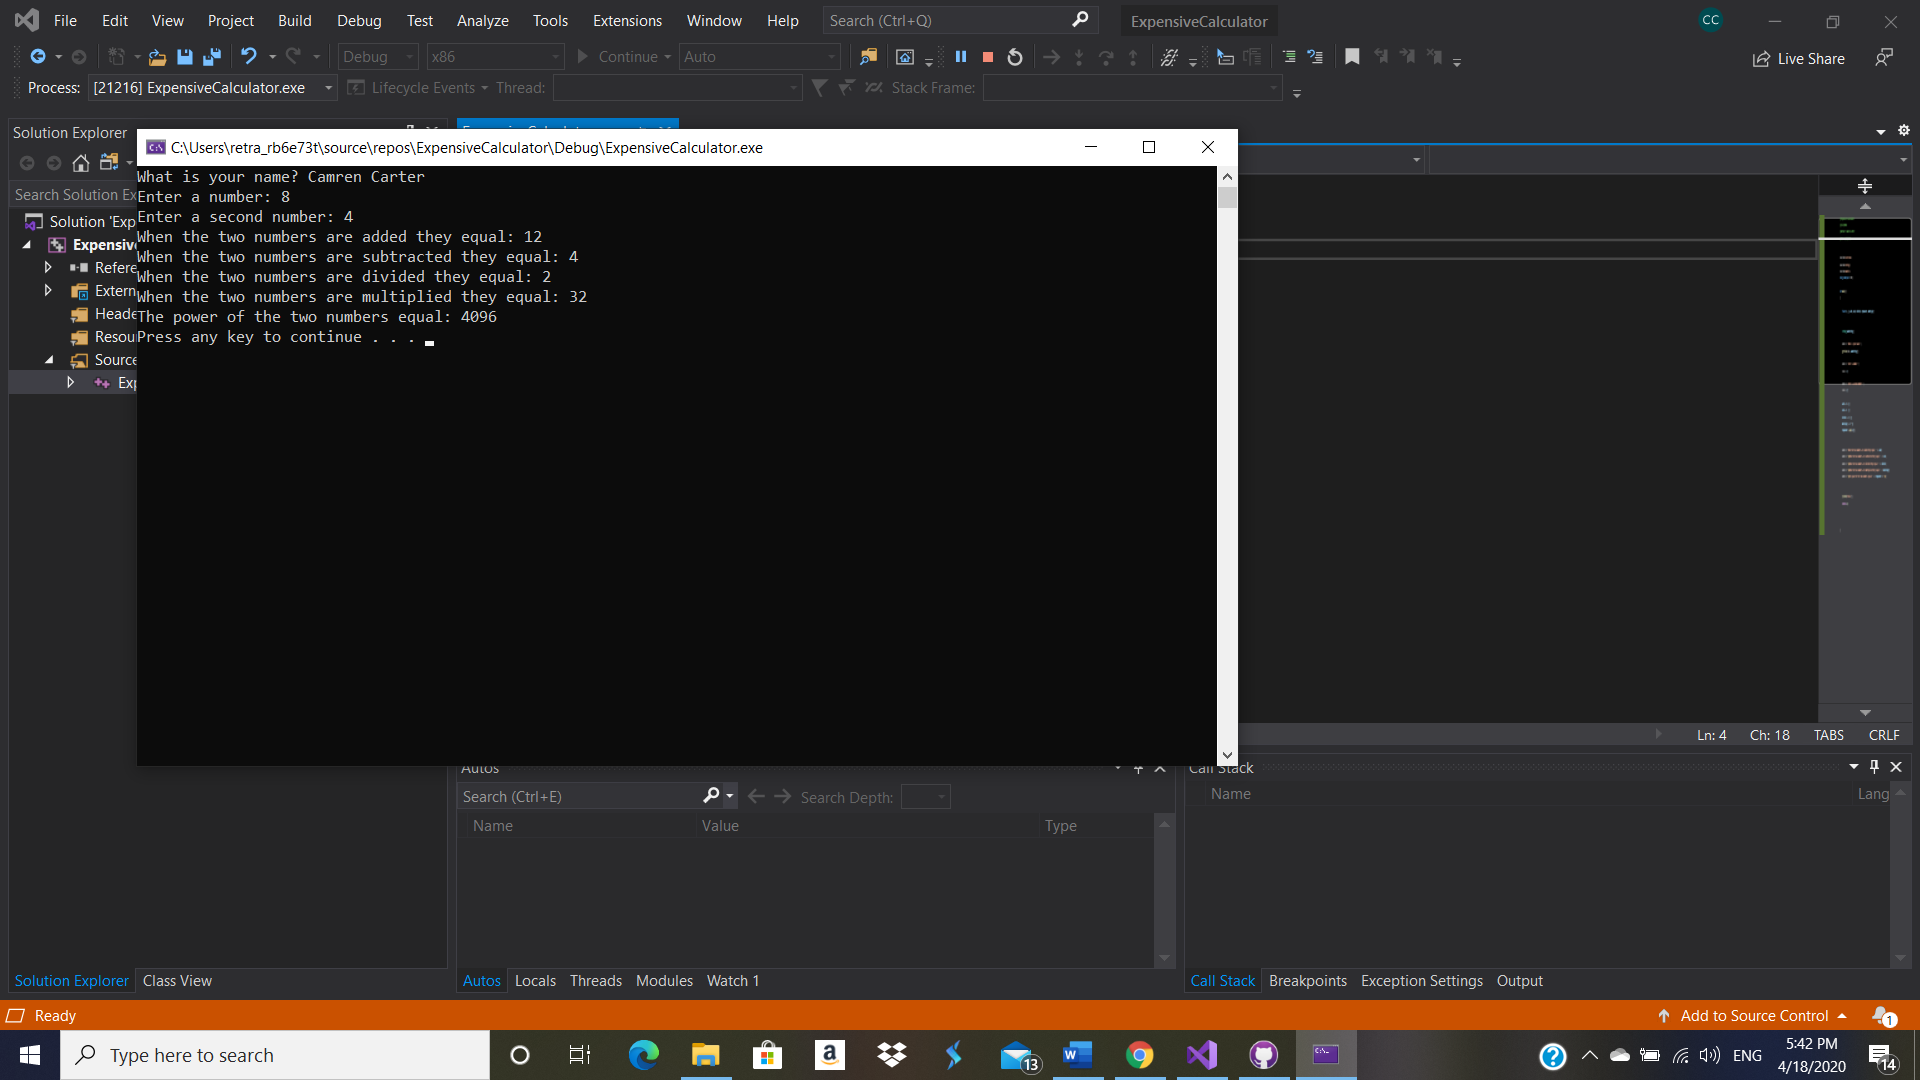 File Edit View Project Build Debug Test Analyze Tools Extensions Window Help Search (Ctrl+Q) ExpensiveCalculator CC
Debug x86 Continue Auto Live Share
Process: [21216] ExpensiveCalculator.exe Lifecycle Events Thread: Stack Frame:
Solution Explorer
C:\Users\retra_rb6e73t\source\repos\ExpensiveCalculator\Debug\ExpensiveCalculator.exe
What is your name? Camren Carter
Enter a number: 8
Enter a second number: 4
When the two numbers are added they equal: 12
When the two numbers are subtracted they equal: 4
When the two numbers are divided they equal: 2
When the two numbers are multiplied they equal: 32
The power of the two numbers equal: 4096
Press any key to continue . . .
Search Solution Ex
Solution 'Exp
Expensiv
Refere
Extern
Heade
Resou
Source
Exp
Ln: 4 Ch: 18 TABS CRLF
Autos
Search (Ctrl+E) Search Depth:
Name Value Type
Call Stack
Name Lang
Solution Explorer Class View
Autos Locals Threads Modules Watch 1
Call Stack Breakpoints Exception Settings Output
Ready Add to Source Control 1
Type here to search 13 ENG 5:42 PM
4/18/2020 14